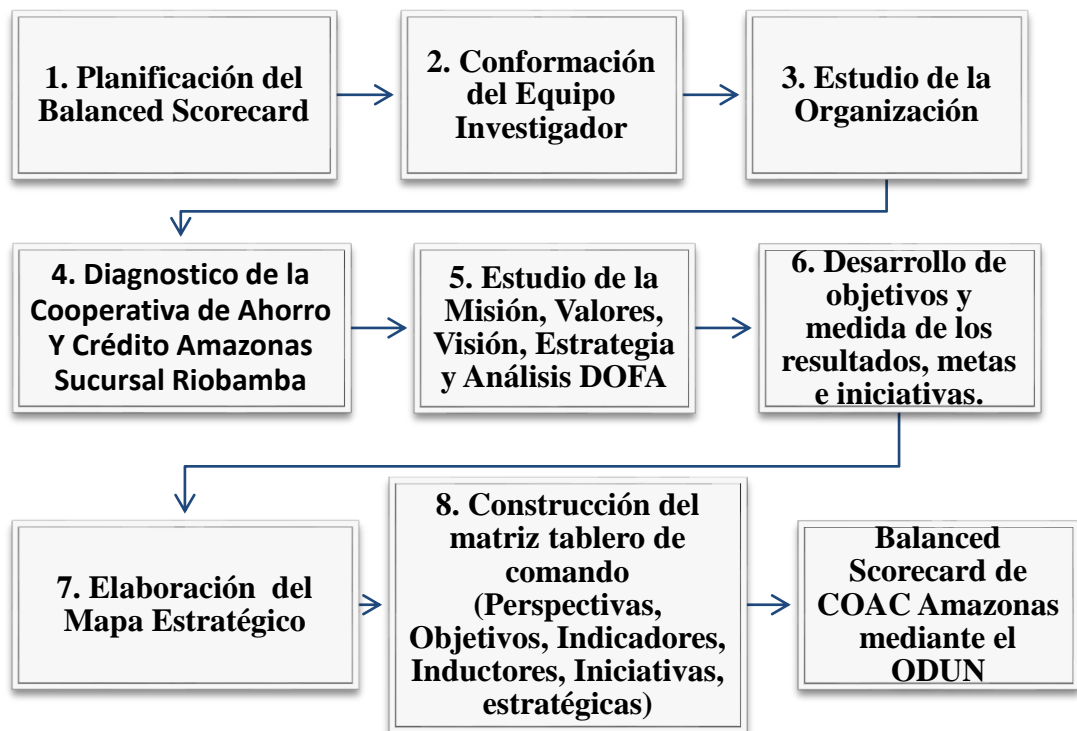 1. Planificación del
Balanced Scorecard
2. Conformación
del Equipo
Investigador
3. Estudio de la
Organización
4. Diagnostico de la
Cooperativa de Ahorro
Y Crédito Amazonas
Sucursal Riobamba
5. Estudio de la
Misión, Valores,
Visión, Estrategia
y Análisis DOFA
6. Desarrollo de
objetivos y
medida de los
resultados, metas
e iniciativas.
7. Elaboración del
Mapa Estratégico
8. Construcción del
matriz tablero de
comando
(Perspectivas,
Objetivos, Indicadores,
Inductores, Iniciativas,
estratégicas)
Balanced
Scorecard de
COAC Amazonas
mediante el
ODUN